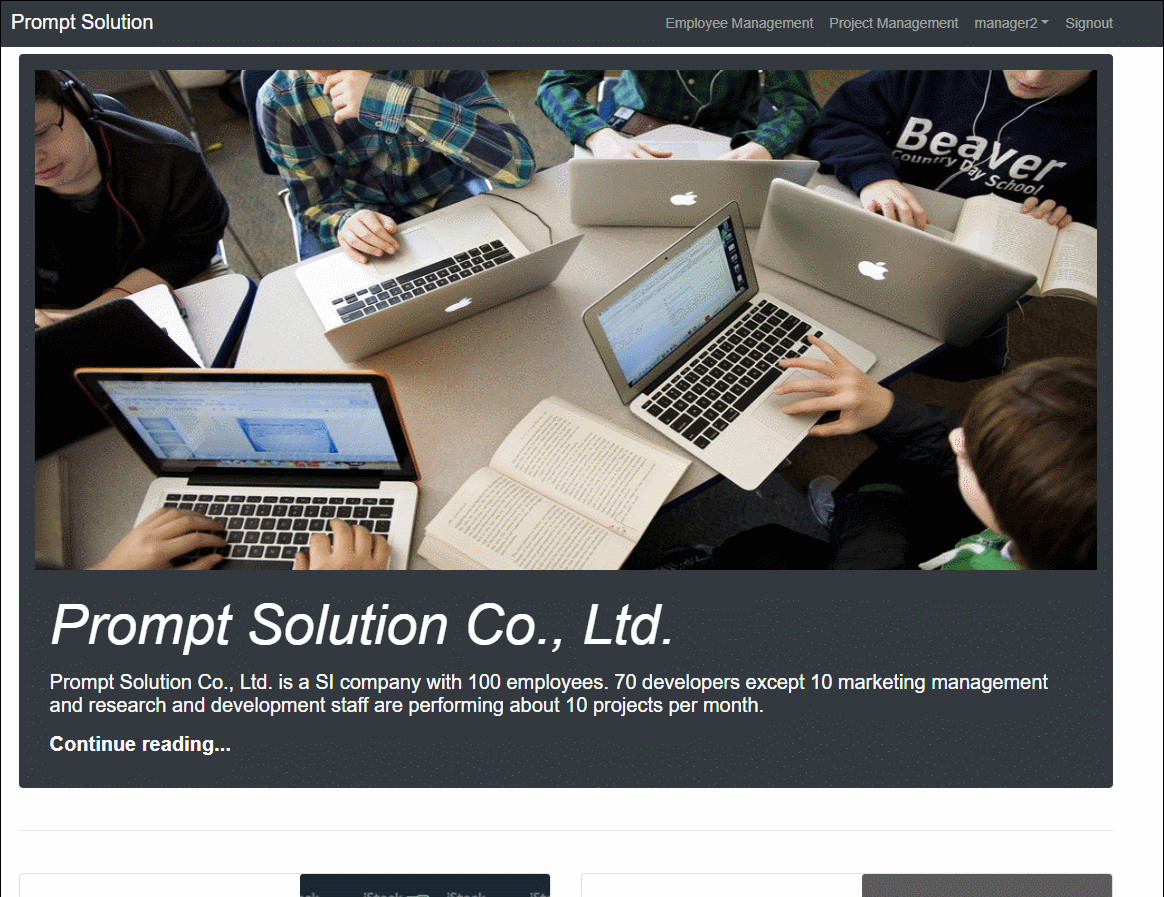 Prompt Solution
Employee Management Project Management manager2 Signout
Beaver
Country Day School
Prompt Solution Co., Ltd.
Prompt Solution Co., Ltd. is a SI company with 100 employees. 70 developers except 10 marketing management
and research and development staff are performing about 10 projects per month.
Continue reading...